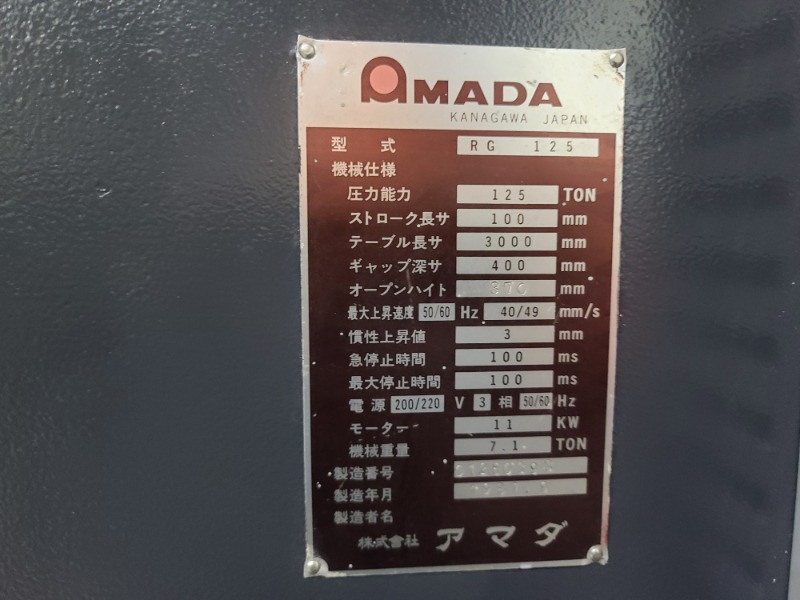 AMADA
KANAGAWA JAPAN
型式 RG 125
機械仕様
圧力能力 125 TON
ストローク長サ 100 mm
テーブル長サ 3000 mm
ギャップ深サ 400 mm
オープンハイト 370 mm
最大上昇速度 50/60 Hz 40/49 mm/s
慣性上昇値 3 mm
急停止時間 100 ms
最大停止時間 100 ms
電源 200/220 V 3 相 50/60 Hz
モーター 11 KW
機械重量 7.1 TON
製造番号
製造年月
製造者名
株式會社 アマダ